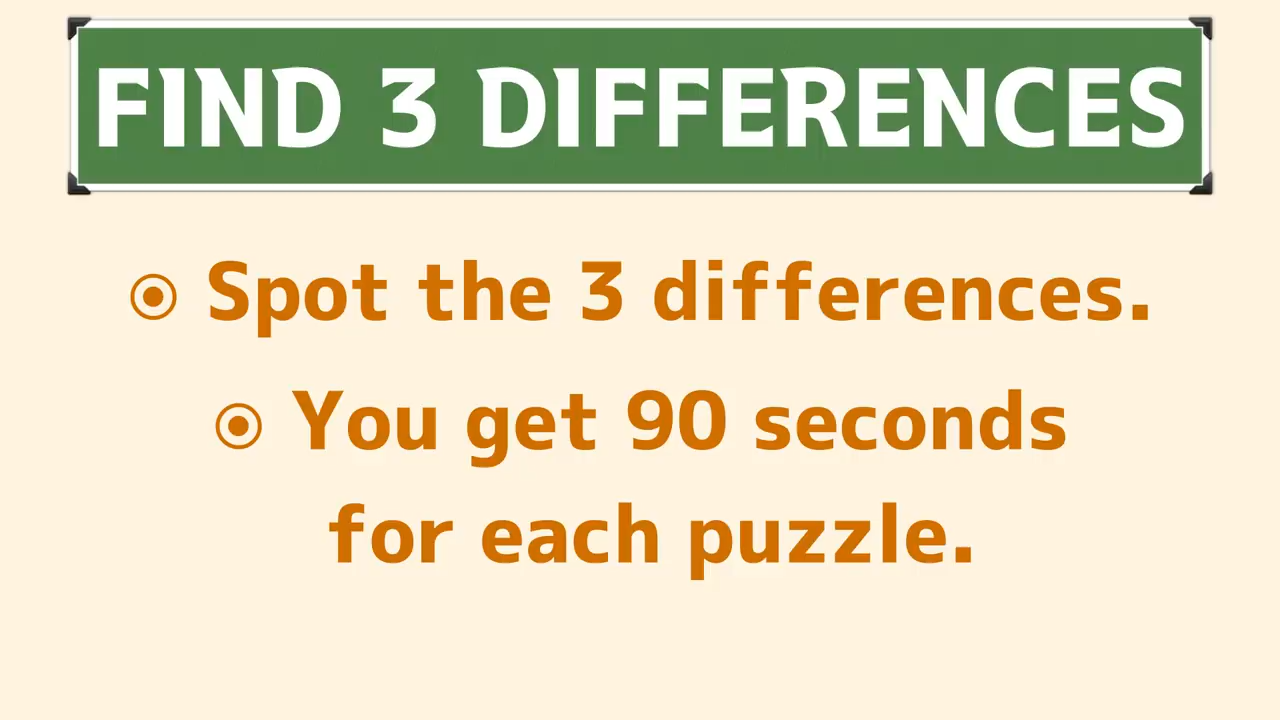 FIND 3 DIFFERENCES
⦿ Spot the 3 differences.
⦿ You get 90 seconds
for each puzzle.